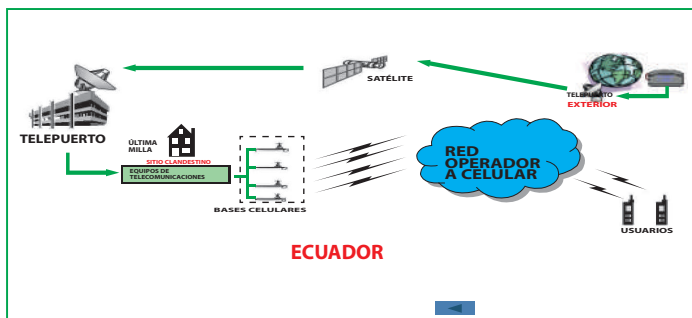 SATÉLITE
TELEPUERTO
EXTERIOR
TELEPUERTO
ÚLTIMA
MILLA
SITIO CLANDESTINO
EQUIPOS DE
TELECOMUNICACIONES
BASES CELULARES
RED
OPERADOR
A CELULAR
USUARIOS
ECUADOR